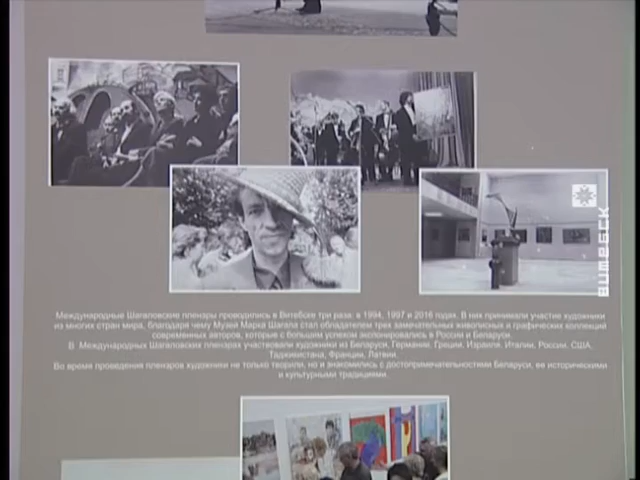 витебск
Международные Шагаловские пленэры проводились в Витебске три раза: в 1994, 1997 и 2016 годах. В них принимали участие художники
из многих стран мира, благодаря чему Музей Марка Шагала стал обладателем трех замечательных живописных и графических коллекций
современных авторов, которые с большим успехом экспонировались в России и Беларуси.
В Международных Шагаловских пленэрах участвовали художники из Беларуси, Германии, Греции, Израиля, Италии, России, США,
Таджикистана, Франции, Латвии.
Во время проведения пленэров художники не только творили, но и знакомились с достопримечательностями Беларуси, ее историческими
и культурными традициями.